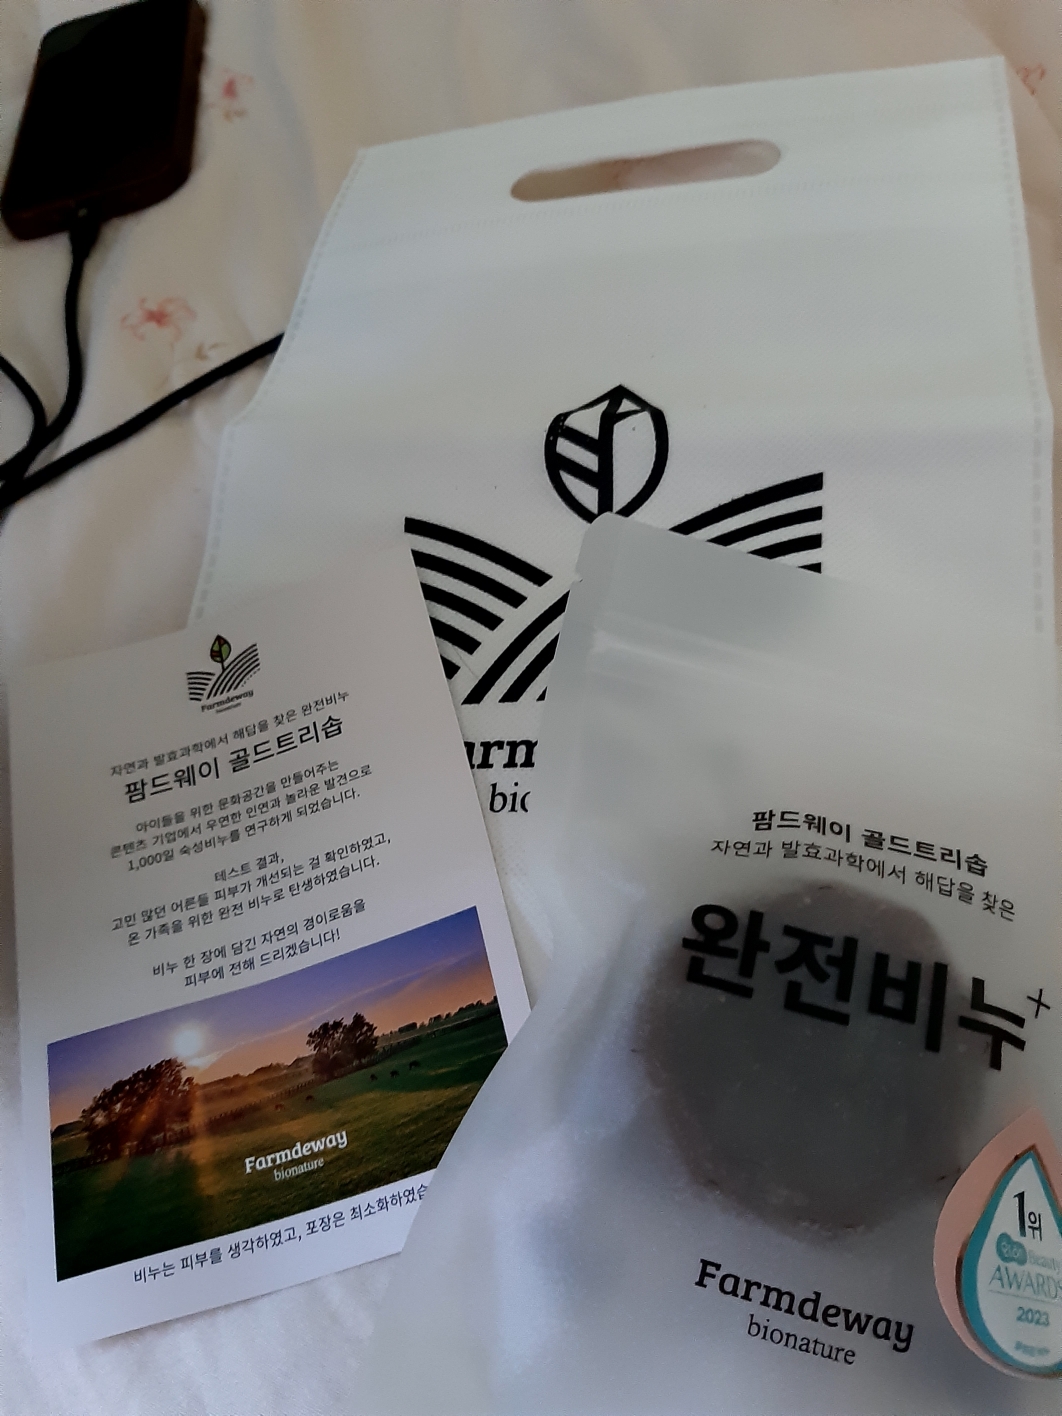 arm
bio
Farmdeway
bionature
자연과 발효과학에서 해답을 찾은 완전비누
팜드웨이 골드트리솝
아이들을 위한 문화공간을 만들어주는
콘텐츠 기업에서 우연한 인연과 놀라운 발견으로
1,000일 숙성비누를 연구하게 되었습니다.
테스트 결과,
고민 많던 어른들 피부가 개선되는 걸 확인하였고,
온 가족을 위한 완전 비누로 탄생하였습니다.
비누 한 장에 담긴 자연의 경이로움을
피부에 전해 드리겠습니다!
Farmdeway
bionature
비누는 피부를 생각하였고, 포장은 최소화하였습
팜드웨이 골드트리솝
자연과 발효과학에서 해답을 찾은
완전비누+
Farmdeway
bionature
1위
Beauty
AWARDS
2023